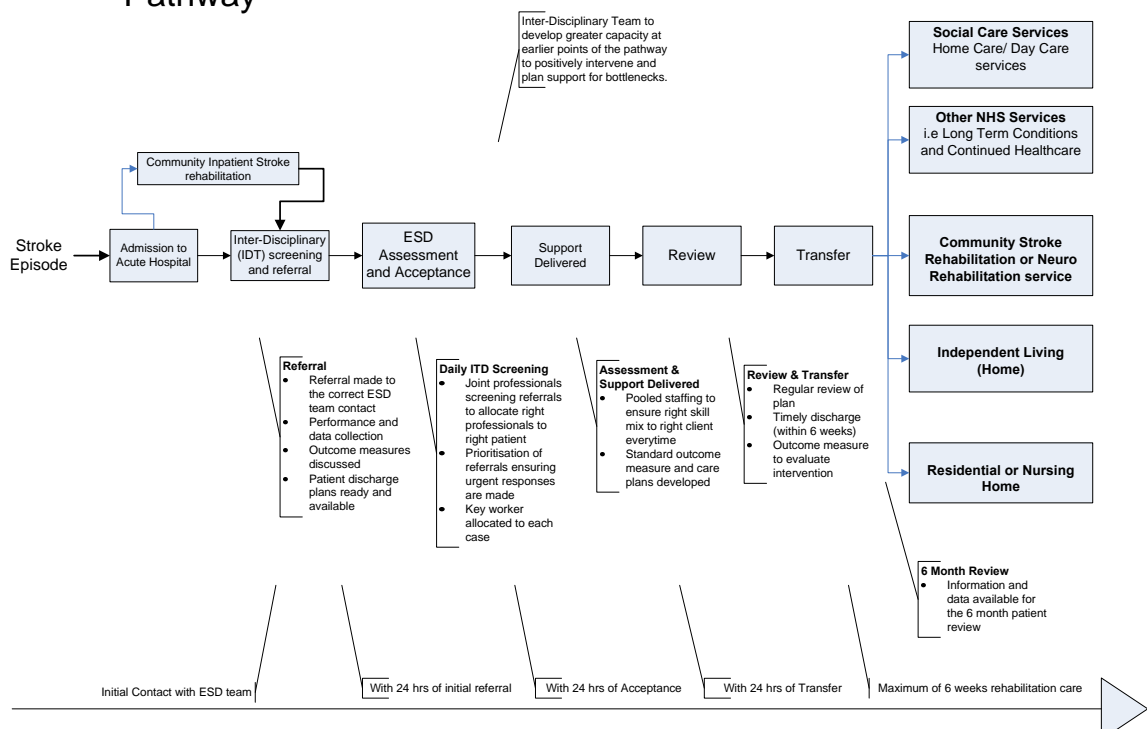 Pathway
Inter-Disciplinary Team to
develop greater capacity at
earlier points of the pathway
to positively intervene and
plan support for bottlenecks.
Social Care Services
Home Care/ Day Care
services
Other NHS Services
i.e Long Term Conditions
and Continued Healthcare
Community Inpatient Stroke
rehabilitation
Stroke
Episode
Admission to
Acute Hospital
Inter-Disciplinary
(IDT) screening
and referral
ESD
Assessment
and Acceptance
Support
Delivered
Review
Transfer
Community Stroke
Rehabilitation or Neuro
Rehabilitation service
Independent Living
(Home)
Residential or Nursing
Home
Referral
• Referral made to
the correct ESD
team contact
• Performance and
data collection
• Outcome measures
discussed
• Patient discharge
plans ready and
available
Daily ITD Screening
• Joint professionals
screening referrals
to allocate right
professionals to
right patient
• Prioritisation of
referrals ensuring
urgent responses
are made
• Key worker
allocated to each
case
Assessment &
Support Delivered
• Pooled staffing to
ensure right skill
mix to right client
everytime
• Standard outcome
measure and care
plans developed
Review & Transfer
• Regular review of
plan
• Timely discharge
(within 6 weeks)
• Outcome measure
to evaluate
intervention
6 Month Review
• Information and
data available for
the 6 month patient
review
Initial Contact with ESD team
With 24 hrs of initial referral
With 24 hrs of Acceptance
With 24 hrs of Transfer
Maximum of 6 weeks rehabilitation care